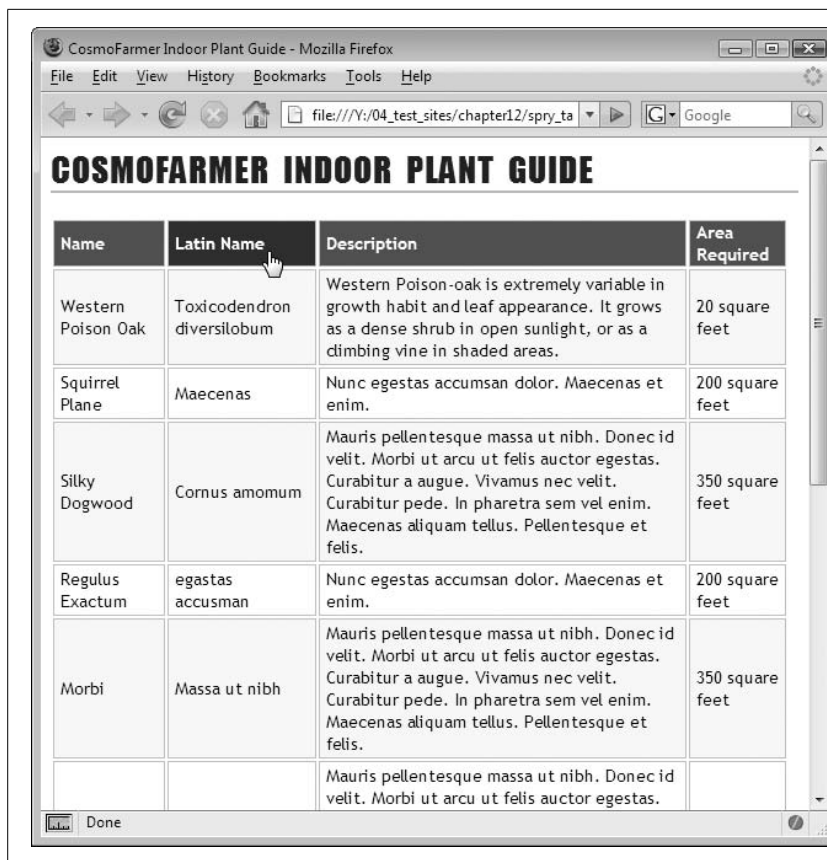 CosmoFarmer Indoor Plant Guide - Mozilla Firefox
File Edit View History Bookmarks Tools Help
file:///Y:/04_test_sites/chapter12/spry_ta
G Google
COSMOFARMER INDOOR PLANT GUIDE
Name
Latin Name
Description
Area
Required
Western
Poison Oak
Toxicodendron
diversilobum
Western Poison-oak is extremely variable in
growth habit and leaf appearance. It grows
as a dense shrub in open sunlight, or as a
climbing vine in shaded areas.
20 square
feet
Squirrel
Plane
Maecenas
Nunc egestas accumsan dolor. Maecenas et
enim.
200 square
feet
Silky
Dogwood
Cornus amomum
Mauris pellentesque massa ut nibh. Donec id
velit. Morbi ut arcu ut felis auctor egestas.
Curabitur a augue. Vivamus nec velit.
Curabitur pede. In pharetra sem vel enim.
Maecenas aliquam tellus. Pellentesque et
felis.
350 square
feet
Regulus
Exactum
egastas
accusman
Nunc egestas accumsan dolor. Maecenas et
enim.
200 square
feet
Morbi
Massa ut nibh
Mauris pellentesque massa ut nibh. Donec id
velit. Morbi ut arcu ut felis auctor egestas.
Curabitur a augue. Vivamus nec velit.
Curabitur pede. In pharetra sem vel enim.
Maecenas aliquam tellus. Pellentesque et
felis.
350 square
feet
Mauris pellentesque massa ut nibh. Donec id
velit. Morbi ut arcu ut felis auctor egestas.
Done